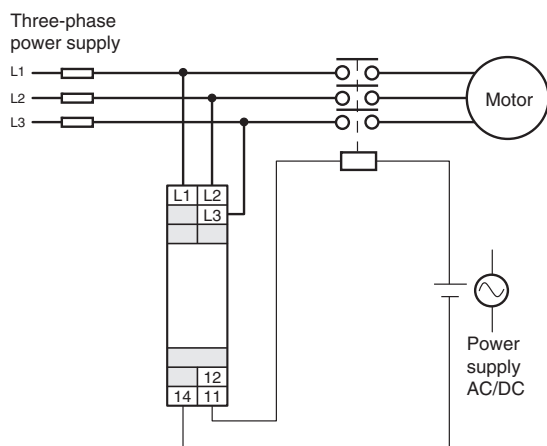 Three-phase
power supply
L1
L2
L3
Motor
L1 L2
L3
12
14 11
Power
supply
AC/DC